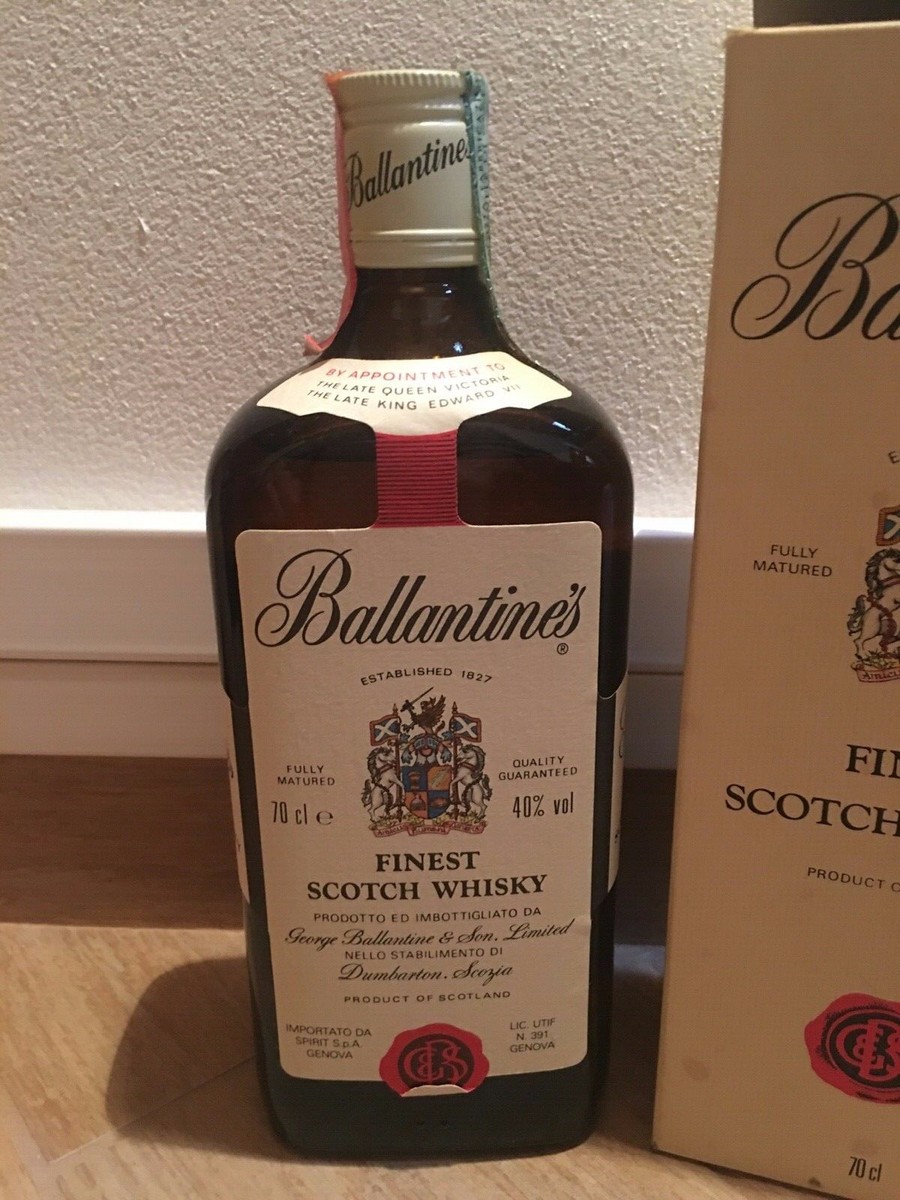 Ballantine's
BY APPOINTMENT TO
THE LATE QUEEN VICTORIA
THE LATE KING EDWARD VII
Ballantine's
®
ESTABLISHED 1827
FULLY
MATURED
70 cl e
QUALITY
GUARANTEED
40% vol
FINEST
SCOTCH WHISKY
PRODOTTO ED IMBOTTIGLIATO DA
George Ballantine & Son, Limited
NELLO STABILIMENTO DI
Dumbarton, Scozia
PRODUCT OF SCOTLAND
IMPORTATO DA
SPIRIT S.p.A.
GENOVA
LIC. UTIF
N. 391
GENOVA
Ba
E
FULLY
MATURED
FIN
SCOTCH
PRODUCT O
70 cl